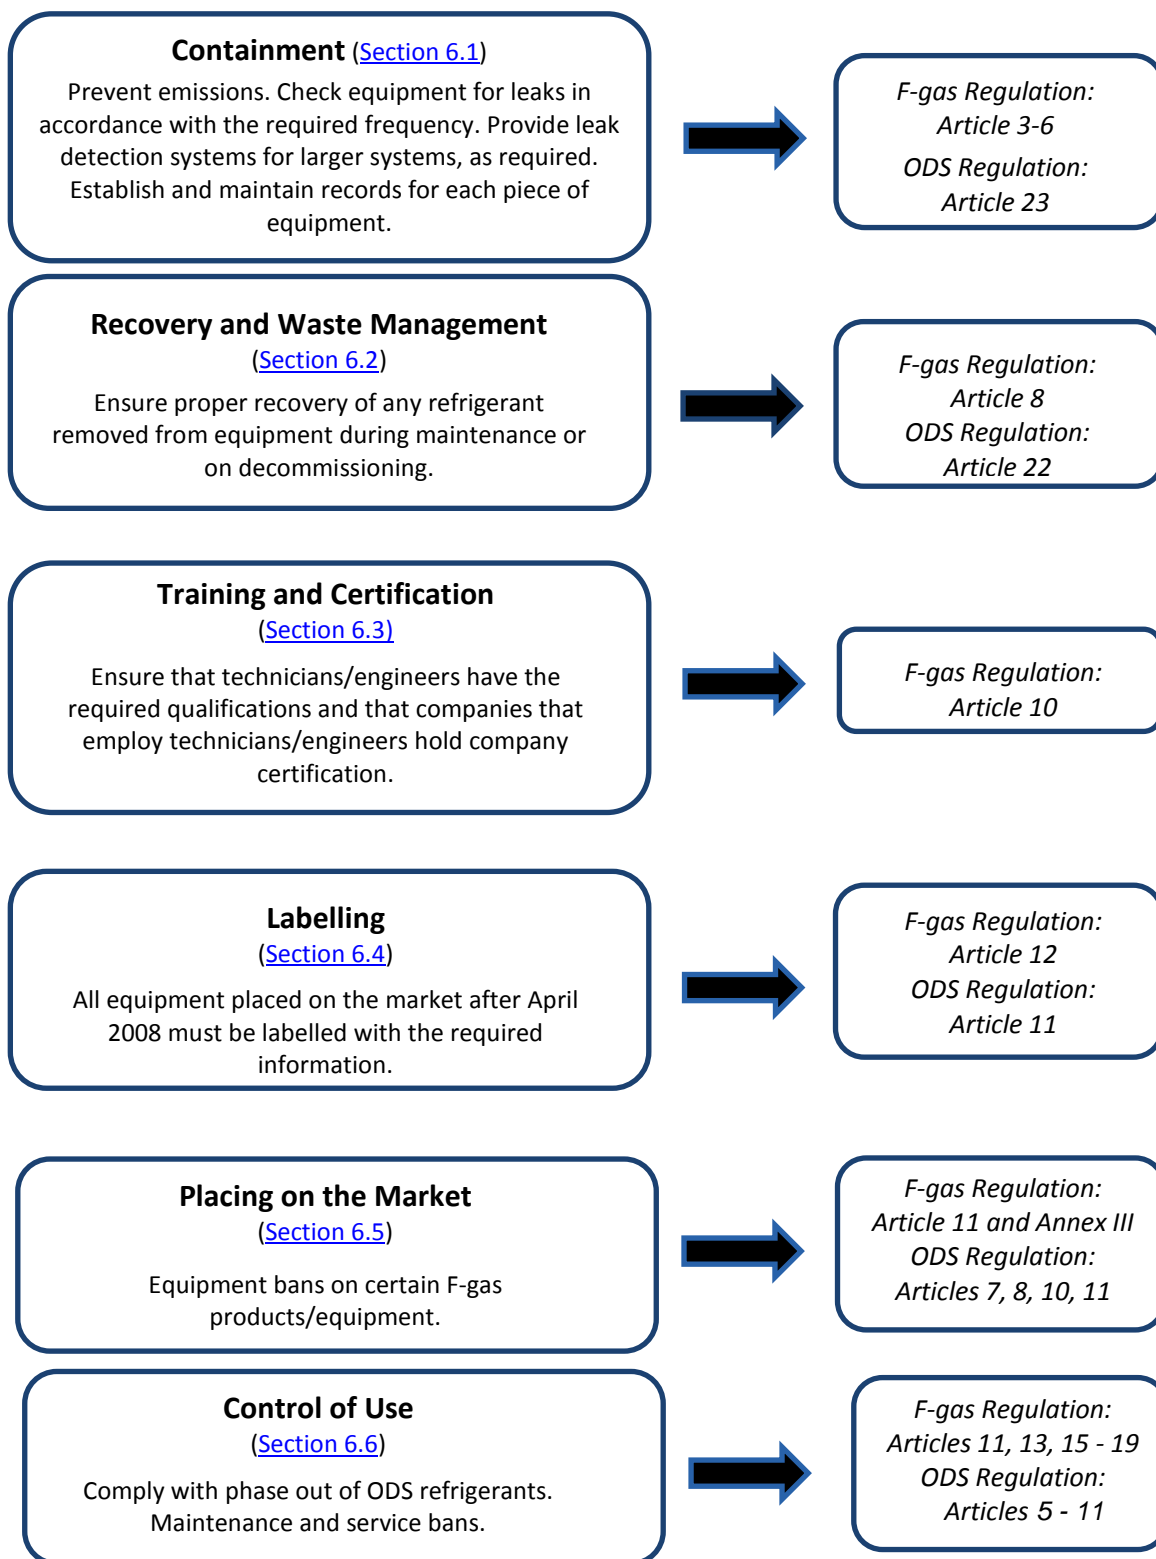 Containment (Section 6.1)
Prevent emissions. Check equipment for leaks in
accordance with the required frequency. Provide leak
detection systems for larger systems, as required.
Establish and maintain records for each piece of
equipment.
F-gas Regulation:
Article 3-6
ODS Regulation:
Article 23
Recovery and Waste Management
(Section 6.2)
Ensure proper recovery of any refrigerant
removed from equipment during maintenance or
on decommissioning.
F-gas Regulation:
Article 8
ODS Regulation:
Article 22
Training and Certification
(Section 6.3)
Ensure that technicians/engineers have the
required qualifications and that companies that
employ technicians/engineers hold company
certification.
F-gas Regulation:
Article 10
Labelling
(Section 6.4)
All equipment placed on the market after April
2008 must be labelled with the required
information.
F-gas Regulation:
Article 12
ODS Regulation:
Article 11
Placing on the Market
(Section 6.5)
Equipment bans on certain F-gas
products/equipment.
F-gas Regulation:
Article 11 and Annex III
ODS Regulation:
Articles 7, 8, 10, 11
Control of Use
(Section 6.6)
Comply with phase out of ODS refrigerants.
Maintenance and service bans.
F-gas Regulation:
Articles 11, 13, 15 - 19
ODS Regulation:
Articles 5 - 11